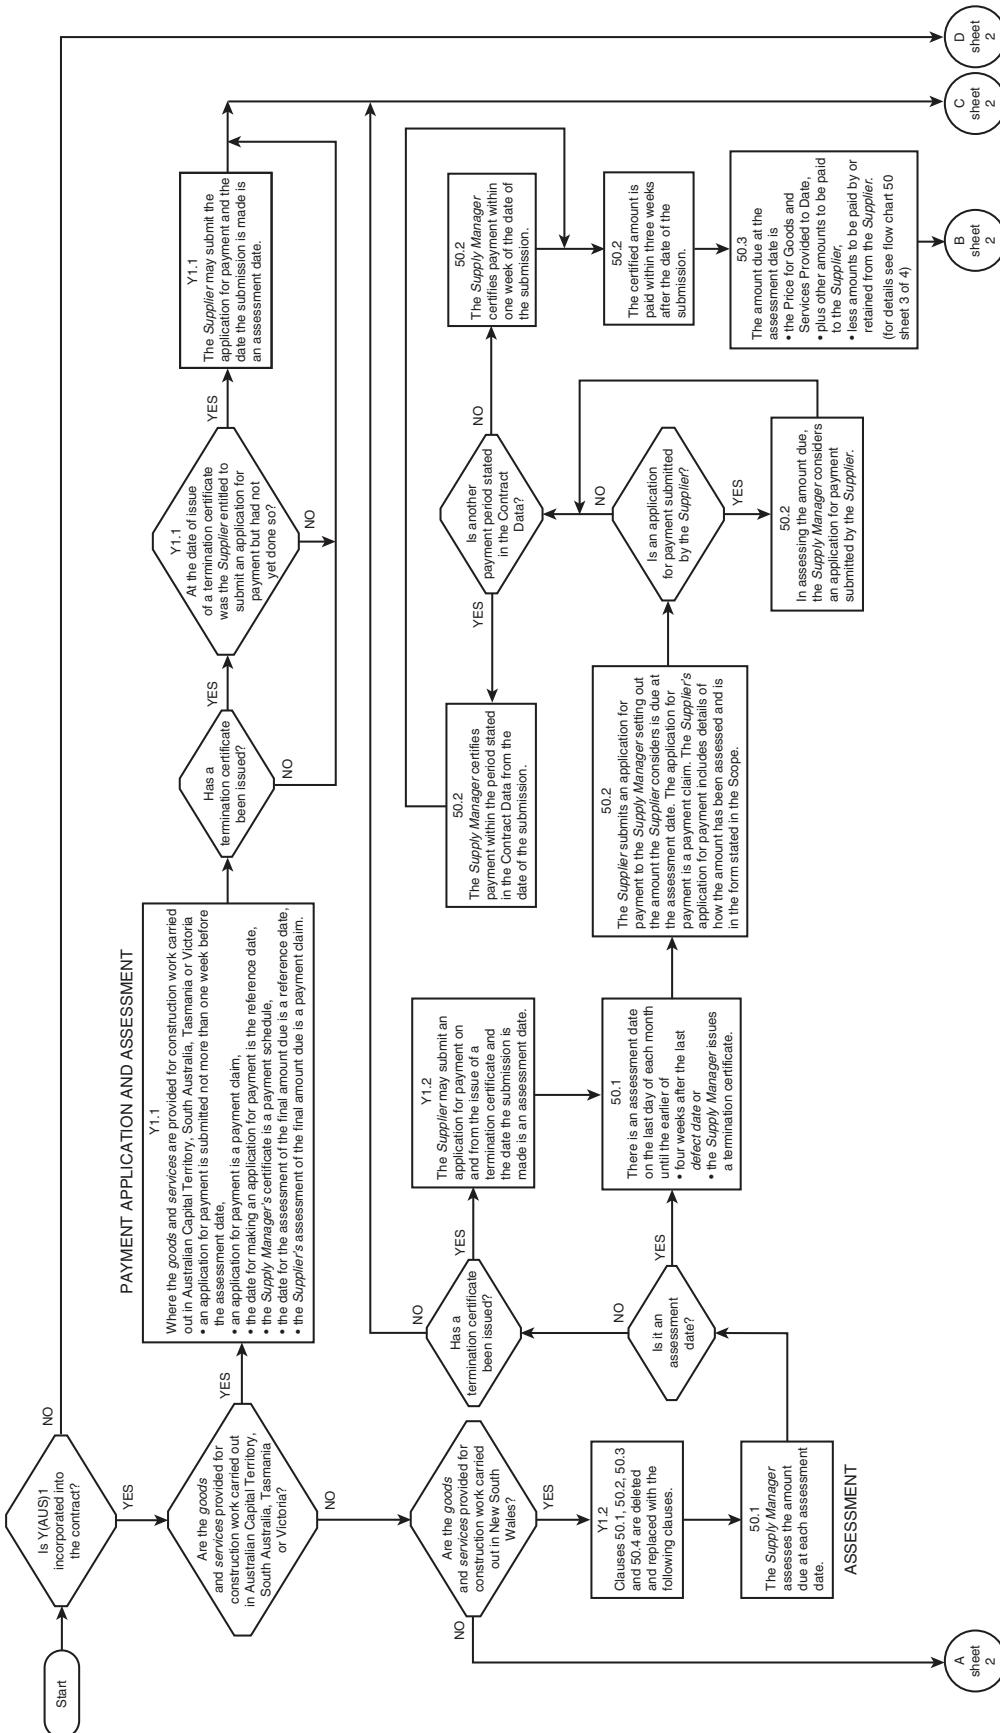 Start
Is Y(AUS)1
incorporated into
the contract?
NO
YES
PAYMENT APPLICATION AND ASSESSMENT
Are the goods
and services provided for
construction work carried out
in Australian Capital Territory,
South Australia, Tasmania
or Victoria?
YES
NO
Y1.1
Where the goods and services are provided for construction work carried
out in Australian Capital Territory, South Australia, Tasmania or Victoria
• an application for payment is submitted not more than one week before
the assessment date,
• an application for payment is a payment claim,
• the date for making an application for payment is the reference date,
• the Supply Manager's certificate is a payment schedule,
• the date for the assessment of the final amount due is a reference date,
• the Supplier's assessment of the final amount due is a payment claim.
Has a
termination certificate
been issued?
YES
NO
Y1.1
At the date of issue
of a termination certificate
was the Supplier entitled to
submit an application for
payment but had not
yet done so?
YES
NO
Y1.1
The Supplier may submit the
application for payment and the
date the submission is made is
an assessment date.
Are the goods
and services provided for
construction work carried
out in New South
Wales?
NO
YES
Y1.2
Clauses 50.1, 50.2, 50.3
and 50.4 are deleted
and replaced with the
following clauses.
50.1
The Supply Manager
assesses the amount
due at each assessment
date.
ASSESSMENT
Is it an
assessment
date?
NO
YES
Has a
termination certificate
been issued?
NO
YES
Y1.2
The Supplier may submit an
application for payment on
and from the issue of a
termination certificate and
the date the submission is
made is an assessment date.
50.1
There is an assessment date
on the last day of each month
until the earlier of
• four weeks after the last
defect date or
• the Supply Manager issues
a termination certificate.
50.2
The Supplier submits an application for
payment to the Supply Manager setting out
the amount the Supplier considers is due at
the assessment date. The application for
payment is a payment claim. The Supplier's
application for payment includes details of
how the amount has been assessed and is
in the form stated in the Scope.
Is an application
for payment submitted
by the Supplier?
NO
YES
50.2
In assessing the amount due,
the Supply Manager considers
an application for payment
submitted by the Supplier.
Is another
payment period stated
in the Contract
Data?
YES
NO
50.2
The Supply Manager certifies
payment within the period stated
in the Contract Data from the
date of the submission.
50.2
The Supply Manager
certifies payment within
one week of the date of
the submission.
50.2
The certified amount is
paid within three weeks
after the date of the
submission.
50.3
The amount due at the
assessment date is
• the Price for Goods and
Services Provided to Date,
• plus other amounts to be paid
to the Supplier,
• less amounts to be paid by or
retained from the Supplier.
(for details see flow chart 50
sheet 3 of 4)
A
sheet
2
B
sheet
2
C
sheet
2
D
sheet
2